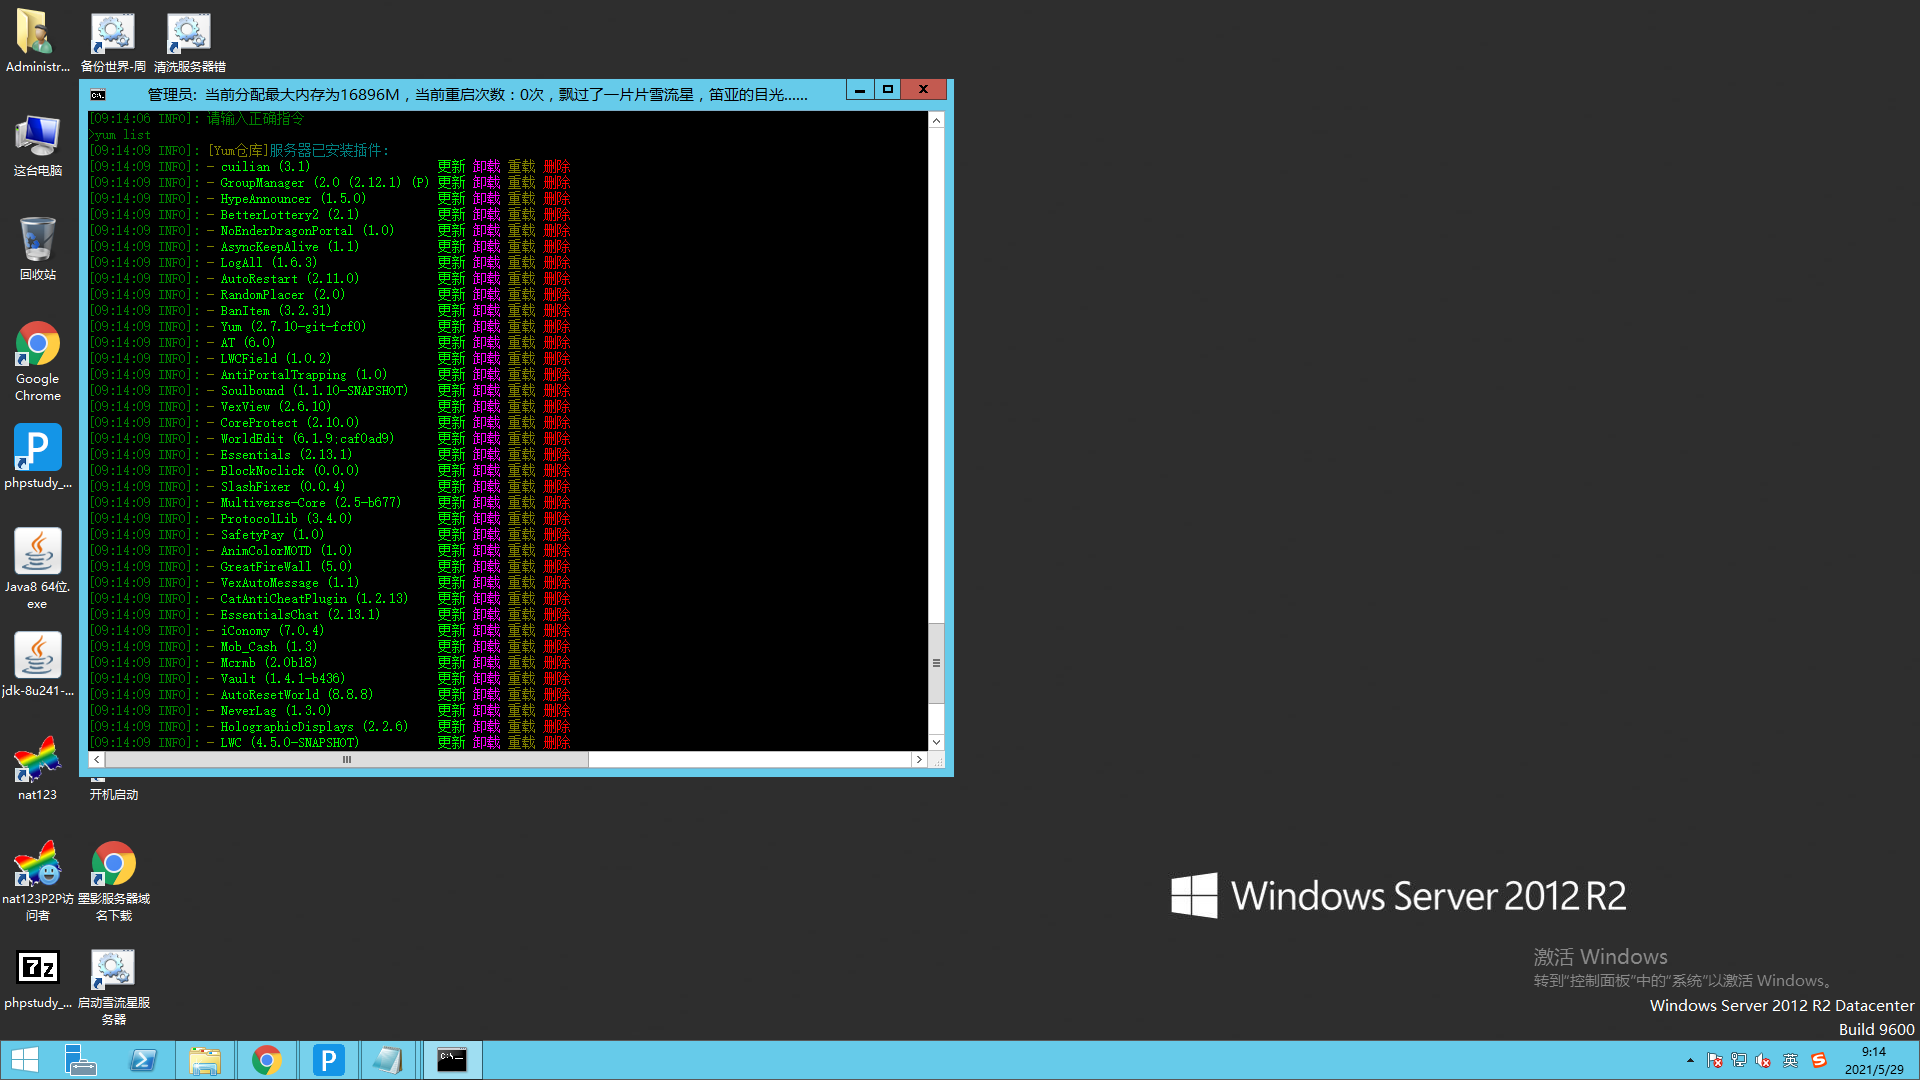 Administr...
备份世界-周
清洗服务器错
管理员: 当前分配最大内存为16896M，当前重启次数：0次，飘过了一片片雪流星，笛亚的目光......
[09:14:06 INFO]: 请输入正确指令
>yum list
[09:14:09 INFO]: [Yum仓库]服务器已安装插件:
[09:14:09 INFO]: - cuilian (3.1) 更新 卸载 重载 删除
[09:14:09 INFO]: - GroupManager (2.0 (2.12.1) (P) 更新 卸载 重载 删除
[09:14:09 INFO]: - HypeAnnouncer (1.5.0) 更新 卸载 重载 删除
[09:14:09 INFO]: - BetterLottery2 (2.1) 更新 卸载 重载 删除
[09:14:09 INFO]: - NoEnderDragonPortal (1.0) 更新 卸载 重载 删除
[09:14:09 INFO]: - AsyncKeepAlive (1.1) 更新 卸载 重载 删除
[09:14:09 INFO]: - LogAll (1.6.3) 更新 卸载 重载 删除
[09:14:09 INFO]: - AutoRestart (2.11.0) 更新 卸载 重载 删除
[09:14:09 INFO]: - RandomPlacer (2.0) 更新 卸载 重载 删除
[09:14:09 INFO]: - BanItem (3.2.31) 更新 卸载 重载 删除
[09:14:09 INFO]: - Yum (2.7.10-git-fcf0) 更新 卸载 重载 删除
[09:14:09 INFO]: - AT (6.0) 更新 卸载 重载 删除
[09:14:09 INFO]: - LWCField (1.0.2) 更新 卸载 重载 删除
[09:14:09 INFO]: - AntiPortalTrapping (1.0) 更新 卸载 重载 删除
[09:14:09 INFO]: - Soulbound (1.1.10-SNAPSHOT) 更新 卸载 重载 删除
[09:14:09 INFO]: - VexView (2.6.10) 更新 卸载 重载 删除
[09:14:09 INFO]: - CoreProtect (2.10.0) 更新 卸载 重载 删除
[09:14:09 INFO]: - WorldEdit (6.1.9;caf0ad9) 更新 卸载 重载 删除
[09:14:09 INFO]: - Essentials (2.13.1) 更新 卸载 重载 删除
[09:14:09 INFO]: - BlockNoclick (0.0.0) 更新 卸载 重载 删除
[09:14:09 INFO]: - SlashFixer (0.0.4) 更新 卸载 重载 删除
[09:14:09 INFO]: - Multiverse-Core (2.5-b677) 更新 卸载 重载 删除
[09:14:09 INFO]: - ProtocolLib (3.4.0) 更新 卸载 重载 删除
[09:14:09 INFO]: - SafetyPay (1.0) 更新 卸载 重载 删除
[09:14:09 INFO]: - AnimColorMOTD (1.0) 更新 卸载 重载 删除
[09:14:09 INFO]: - GreatFireWall (5.0) 更新 卸载 重载 删除
[09:14:09 INFO]: - VexAutoMessage (1.1) 更新 卸载 重载 删除
[09:14:09 INFO]: - CatAntiCheatPlugin (1.2.13) 更新 卸载 重载 删除
[09:14:09 INFO]: - EssentialsChat (2.13.1) 更新 卸载 重载 删除
[09:14:09 INFO]: - iConomy (7.0.4) 更新 卸载 重载 删除
[09:14:09 INFO]: - Mob_Cash (1.3) 更新 卸载 重载 删除
[09:14:09 INFO]: - Mcrmb (2.0b18) 更新 卸载 重载 删除
[09:14:09 INFO]: - Vault (1.4.1-b436) 更新 卸载 重载 删除
[09:14:09 INFO]: - AutoResetWorld (8.8.8) 更新 卸载 重载 删除
[09:14:09 INFO]: - NeverLag (1.3.0) 更新 卸载 重载 删除
[09:14:09 INFO]: - HolographicDisplays (2.2.6) 更新 卸载 重载 删除
[09:14:09 INFO]: - LWC (4.5.0-SNAPSHOT) 更新 卸载 重载 删除
这台电脑
回收站
Google
Chrome
phpstudy_...
Java8 64位.
exe
jdk-8u241-...
nat123
开机启动
nat123P2P访
问者
墨影服务器域
名下载
phpstudy_...
启动雪流星服
务器
Windows Server 2012 R2
激活 Windows
转到“控制面板”中的“系统”以激活 Windows。
Windows Server 2012 R2 Datacenter
Build 9600
英
9:14
2021/5/29